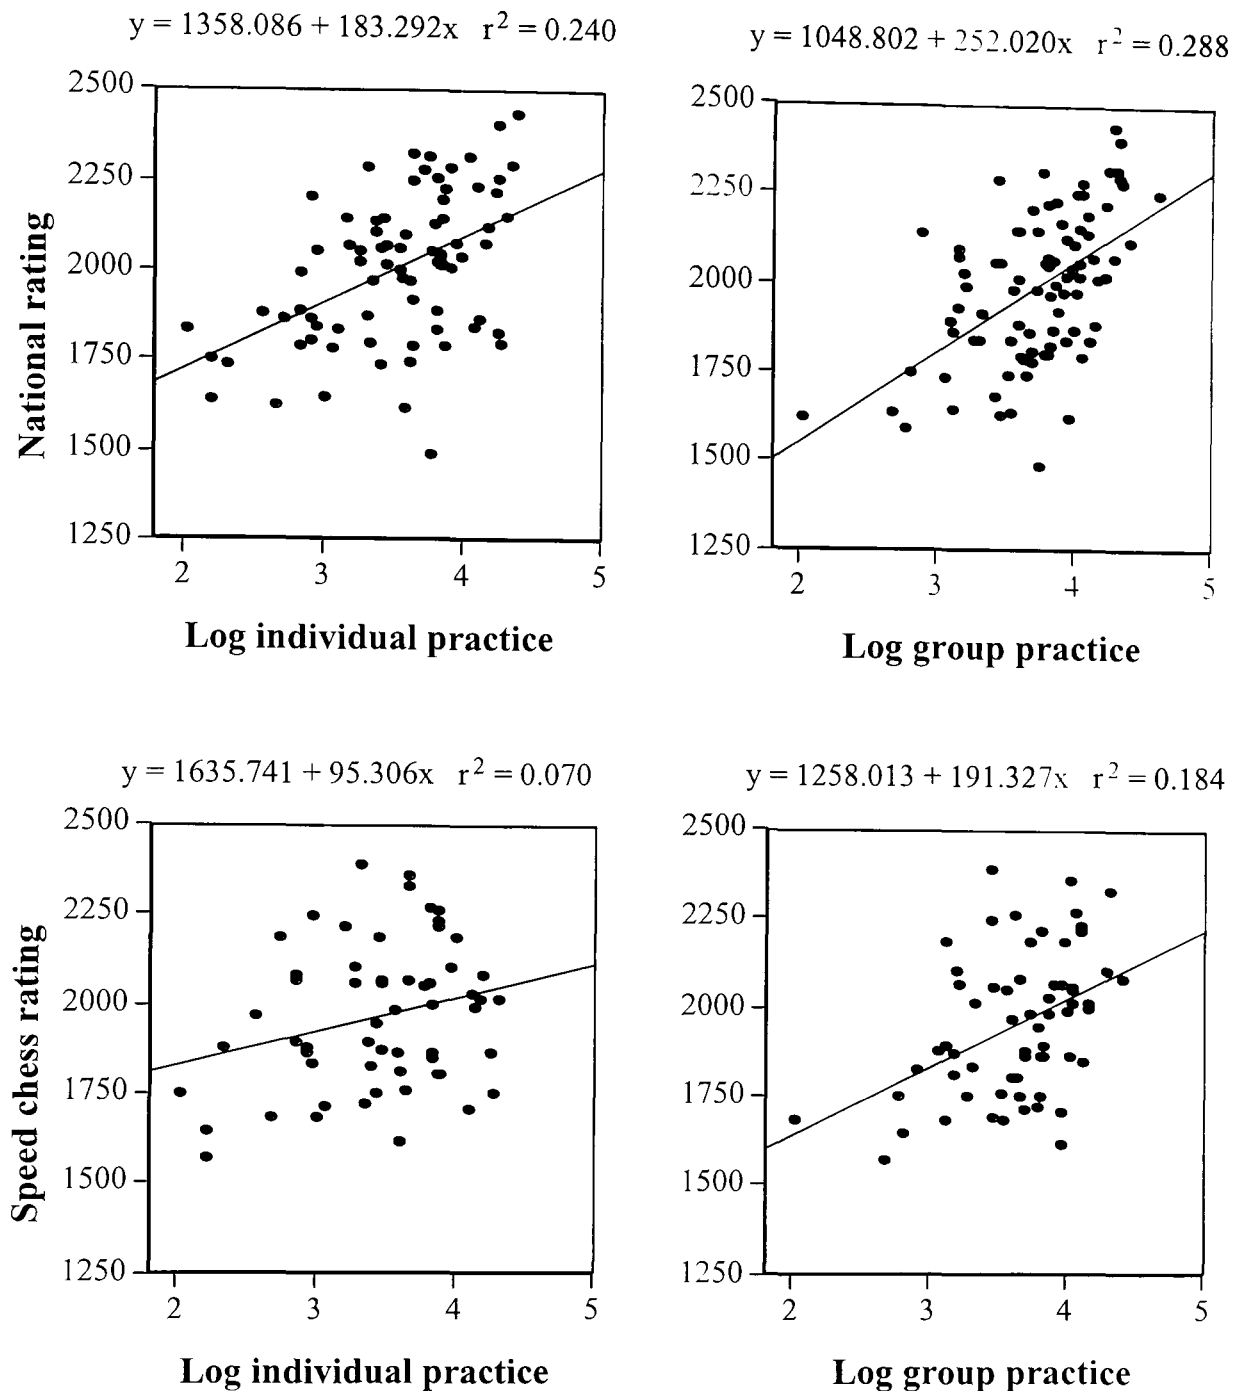 y = 1358.086 + 183.292x r² = 0.240
2500
2250
2000
1750
1500
1250
National rating
2 3 4 5
Log individual practice
y = 1048.802 + 252.020x r² = 0.288
2500
2250
2000
1750
1500
1250
2 3 4 5
Log group practice
y = 1635.741 + 95.306x r² = 0.070
2500
2250
2000
1750
1500
1250
Speed chess rating
2 3 4 5
Log individual practice
y = 1258.013 + 191.327x r² = 0.184
2500
2250
2000
1750
1500
1250
2 3 4 5
Log group practice